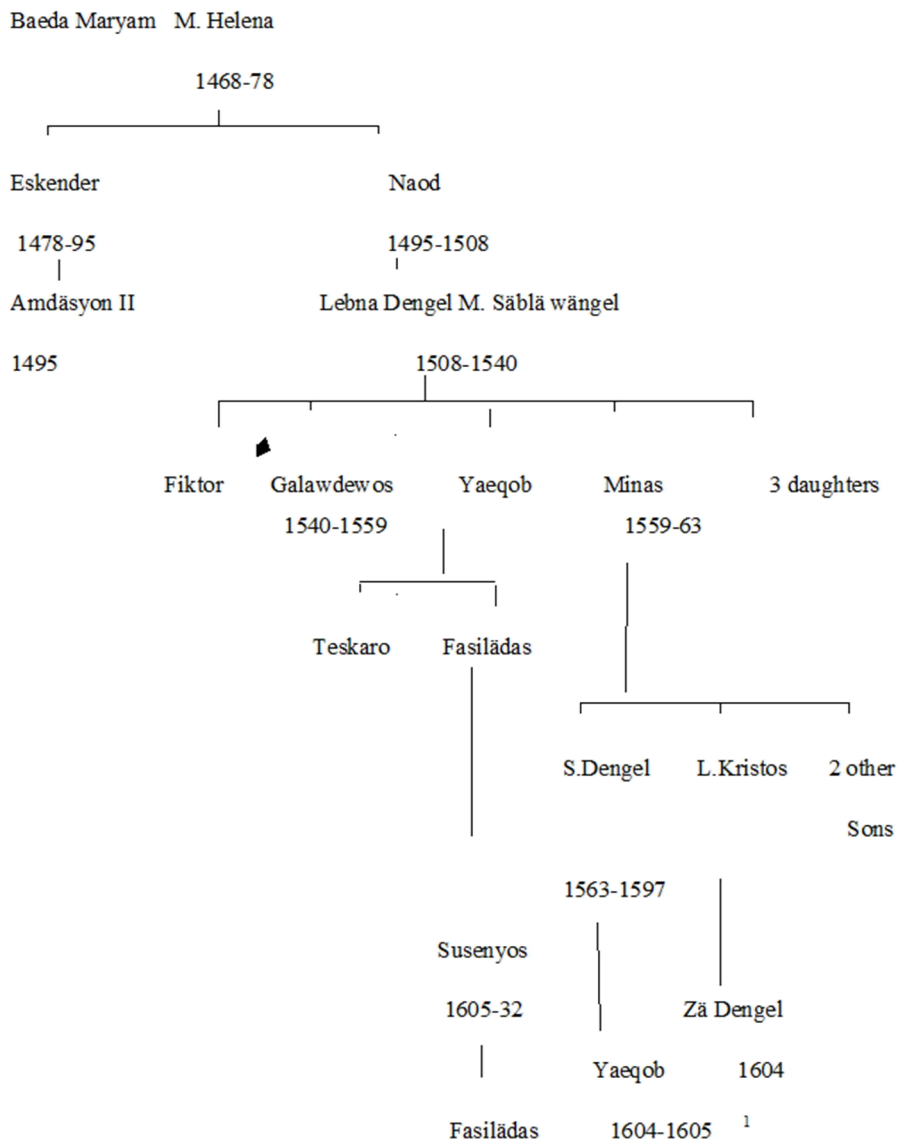 Baeda Maryam M. Helena
1468-78
Eskender Naod
1478-95 1495-1508
Amdäsyon II Lebna Dengel M. Säblä wängel
1495 1508-1540
Fiktor Galawdewos Yaeqob Minas 3 daughters
1540-1559 1559-63
Teskaro Fasilädas
S.Dengel L.Kristos 2 other
Sons
1563-1597
Susenyos
1605-32 Zä Dengel
Yaeqob 1604
Fasilädas 1604-1605 1